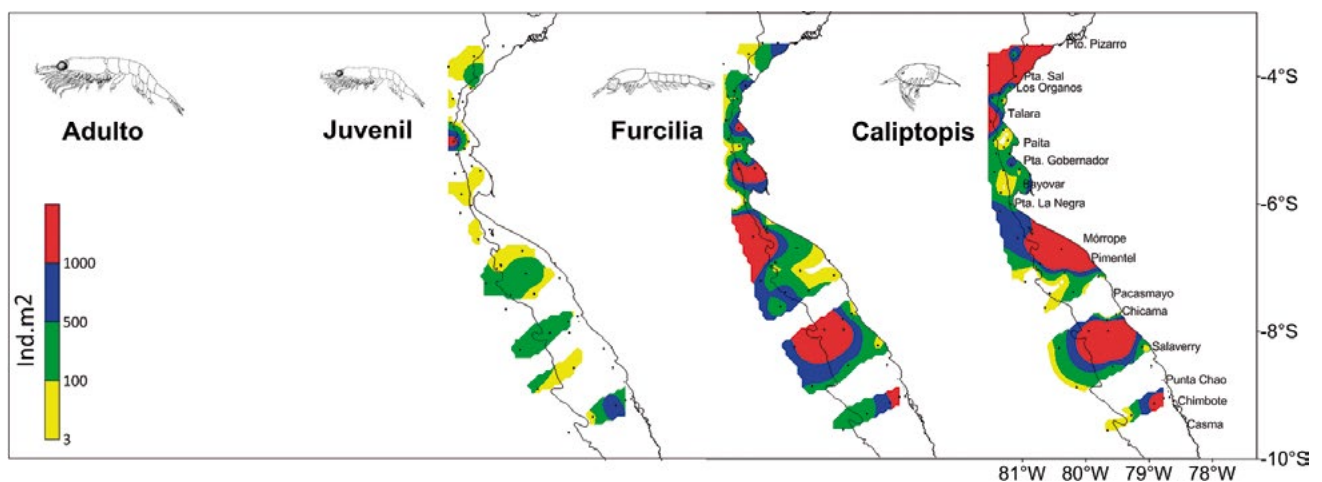 Adulto
Juvenil
Furcilia
Caliptopis
Ind.m2
1000
500
100
3
Pto. Pizarro
Pta. Sal
Los Organos
Talara
Paita
Pta. Gobernador
Bayovar
Pta. La Negra
Mórrope
Pimentel
Pacasmayo
Chicama
Salaverry
Punta Chao
Chimbote
Casma
-4°S
-6°S
-8°S
-10°S
81°W 80°W 79°W 78°W